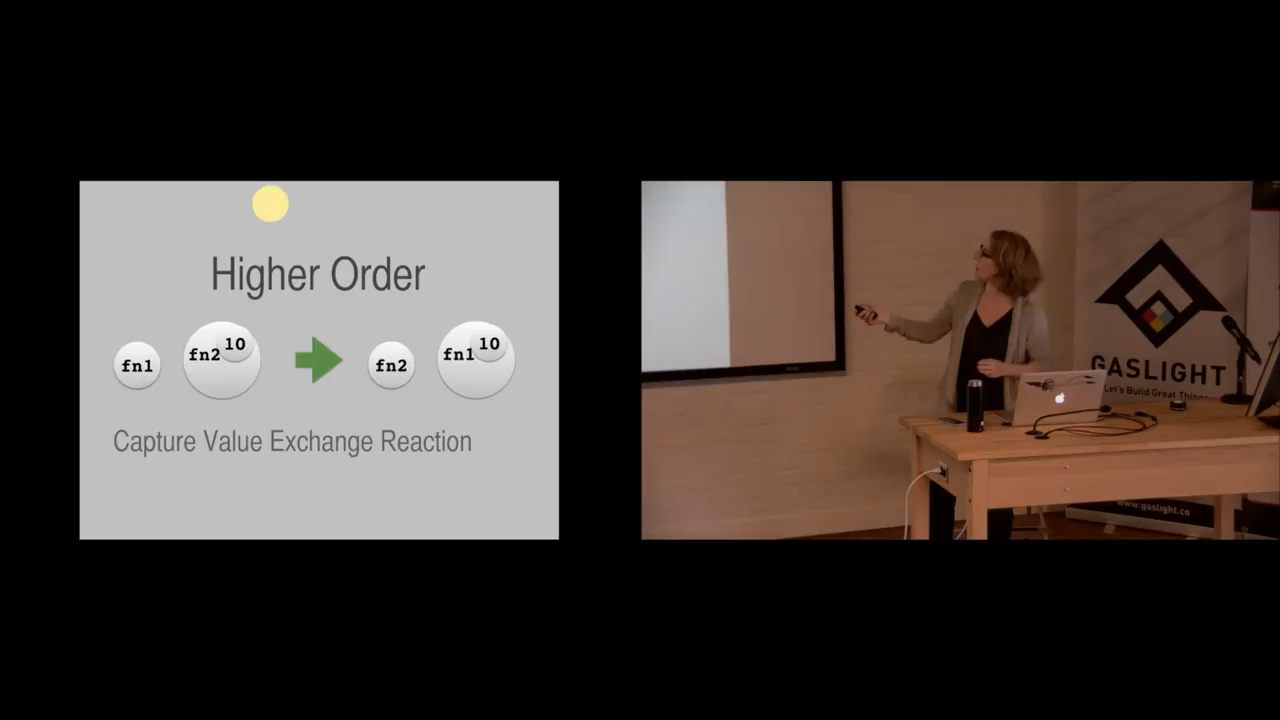 Higher Order
fn1 fn2 10 fn2 fn1 10
Capture Value Exchange Reaction
GASLIGHT
Let's Build Great Things
www.gaslight.co